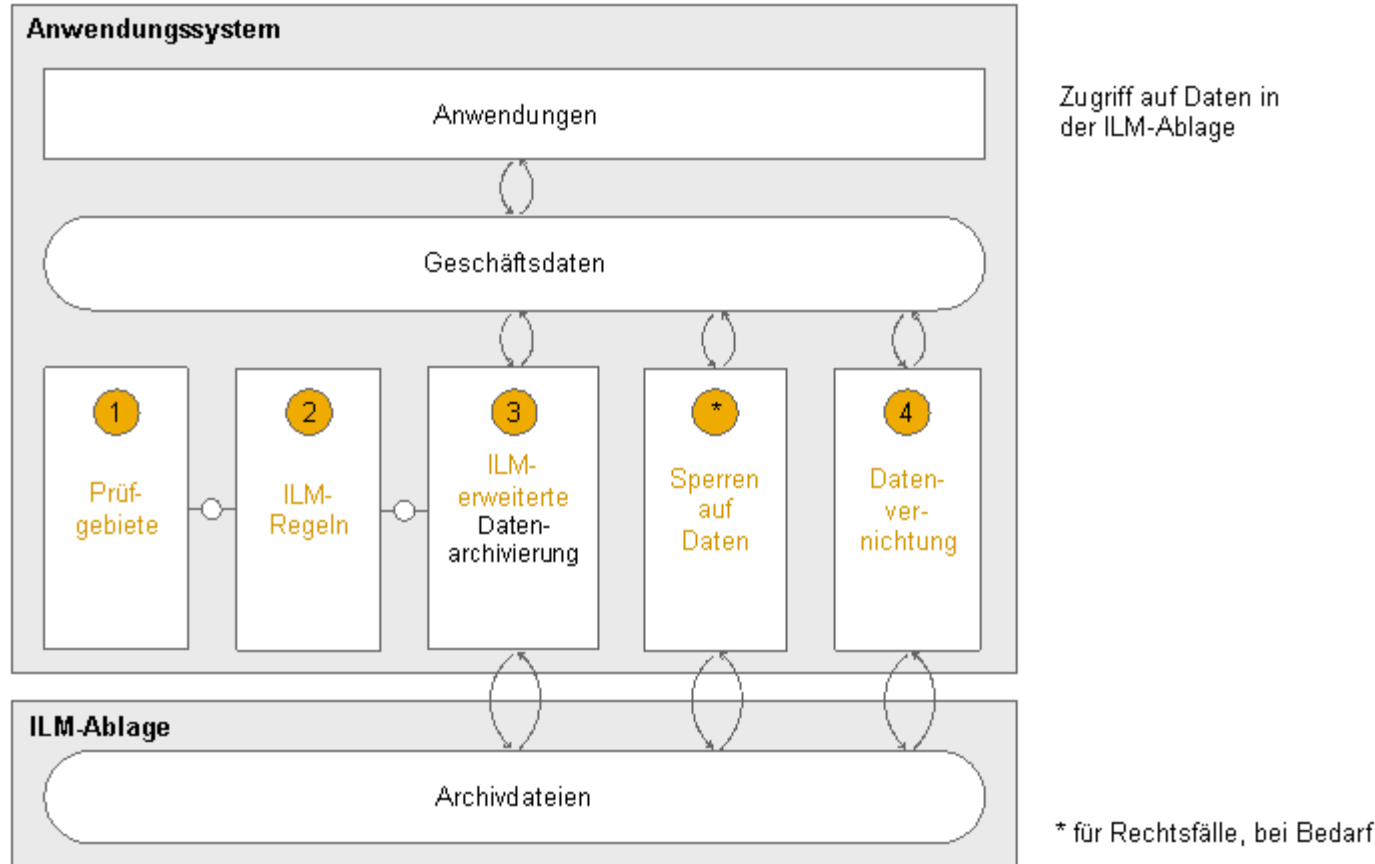 Anwendungssystem
Anwendungen
Zugriff auf Daten in
der ILM-Ablage
Geschäftsdaten
1
Prüf-
gebiete
2
ILM-
Regeln
3
ILM-
erweiterte
Daten-
archivierung
*
Sperren
auf
Daten
4
Daten-
ver-
nichtung
ILM-Ablage
Archivdateien
* für Rechtsfälle, bei Bedarf